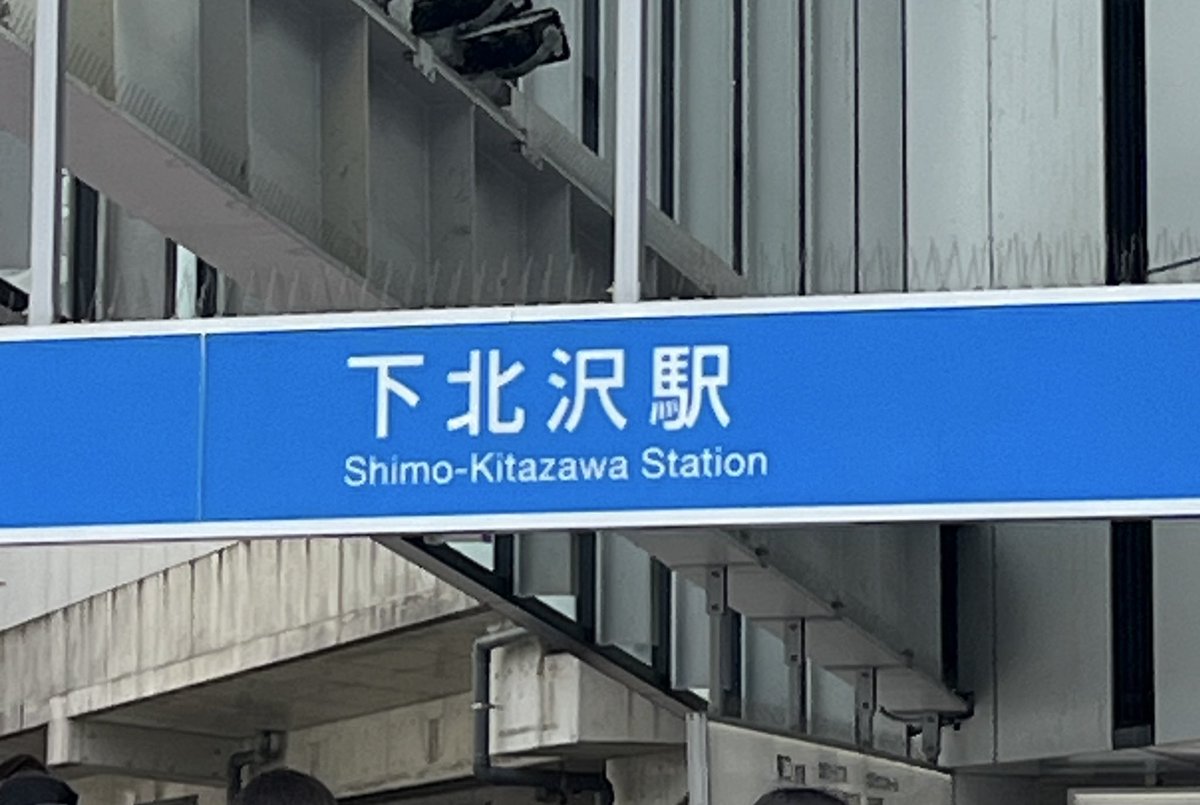 下北沢駅
Shimo-Kitazawa Station